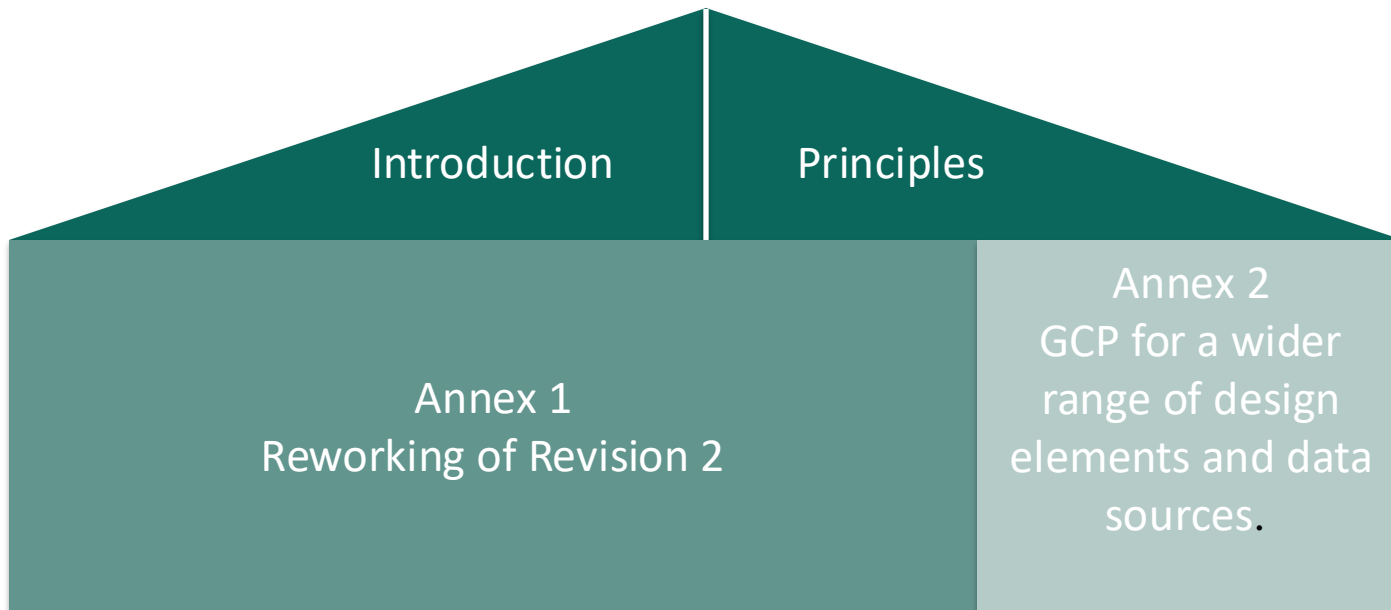 Introduction
Principles
Annex 1
Reworking of Revision 2
Annex 2
GCP for a wider
range of design
elements and data
sources.